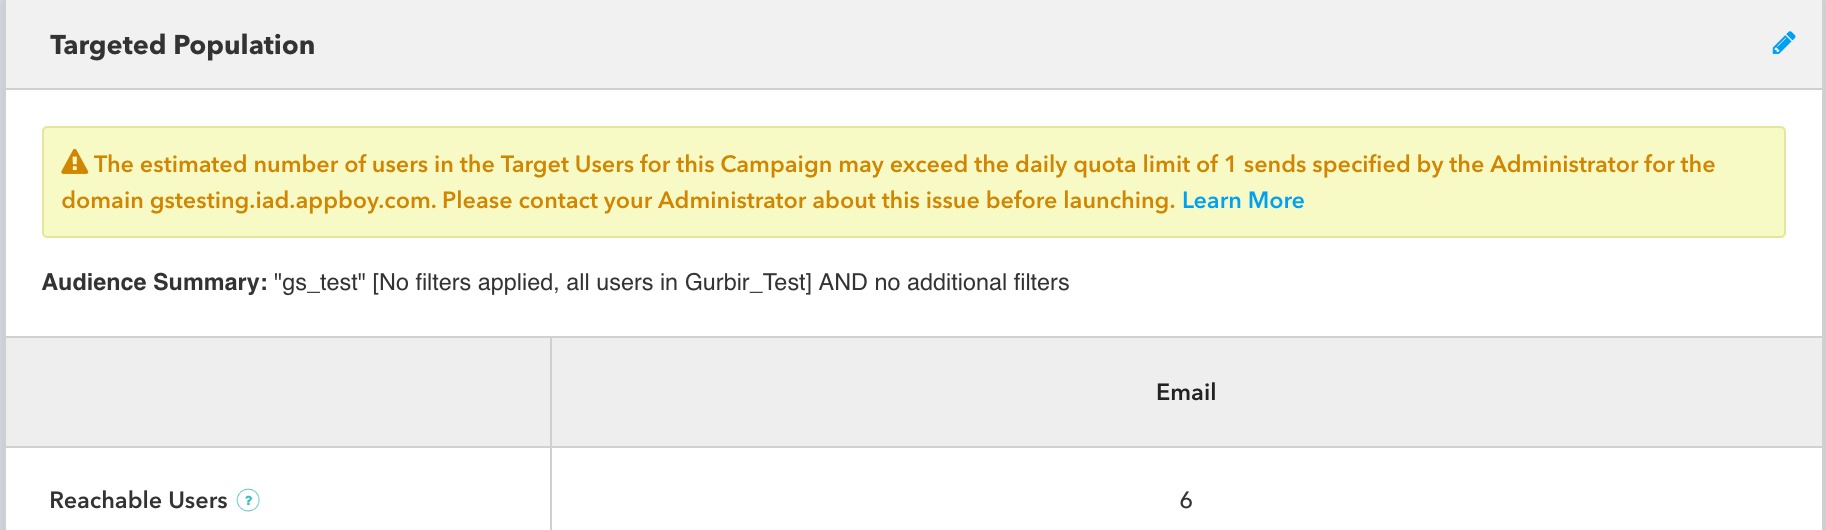 Targeted Population
The estimated number of users in the Target Users for this Campaign may exceed the daily quota limit of 1 sends specified by the Administrator for the
domain gstesting.iad.appboy.com. Please contact your Administrator about this issue before launching. Learn More
Audience Summary: "gs_test" [No filters applied, all users in Gurbir_Test] AND no additional filters
Email
Reachable Users ?
6